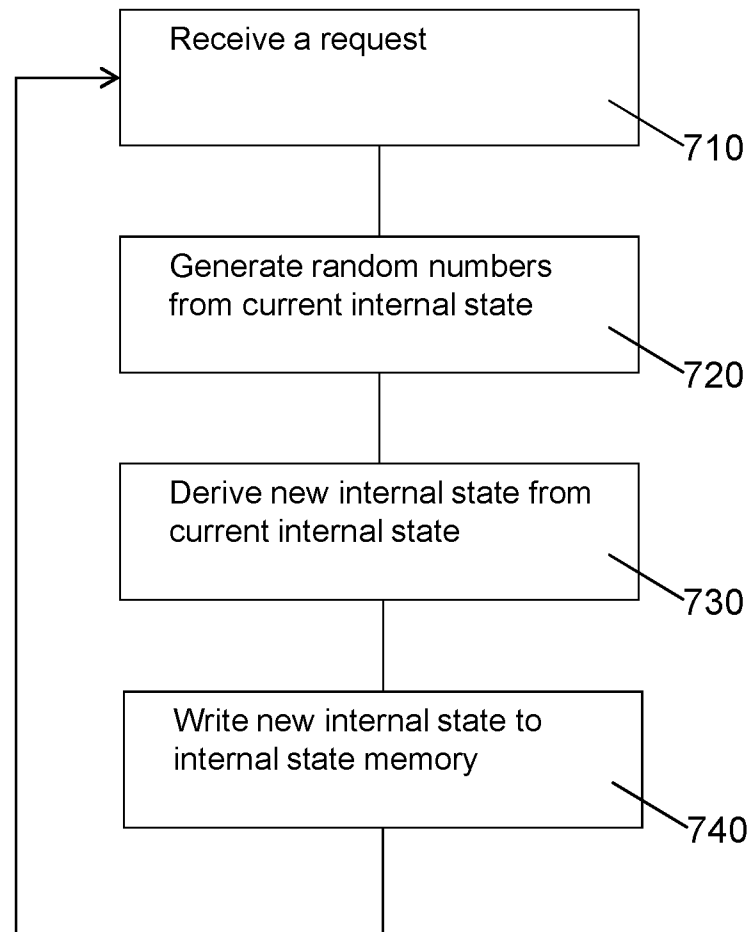 Receive a request
710
Generate random numbers
from current internal state
720
Derive new internal state from
current internal state
730
Write new internal state to
internal state memory
740